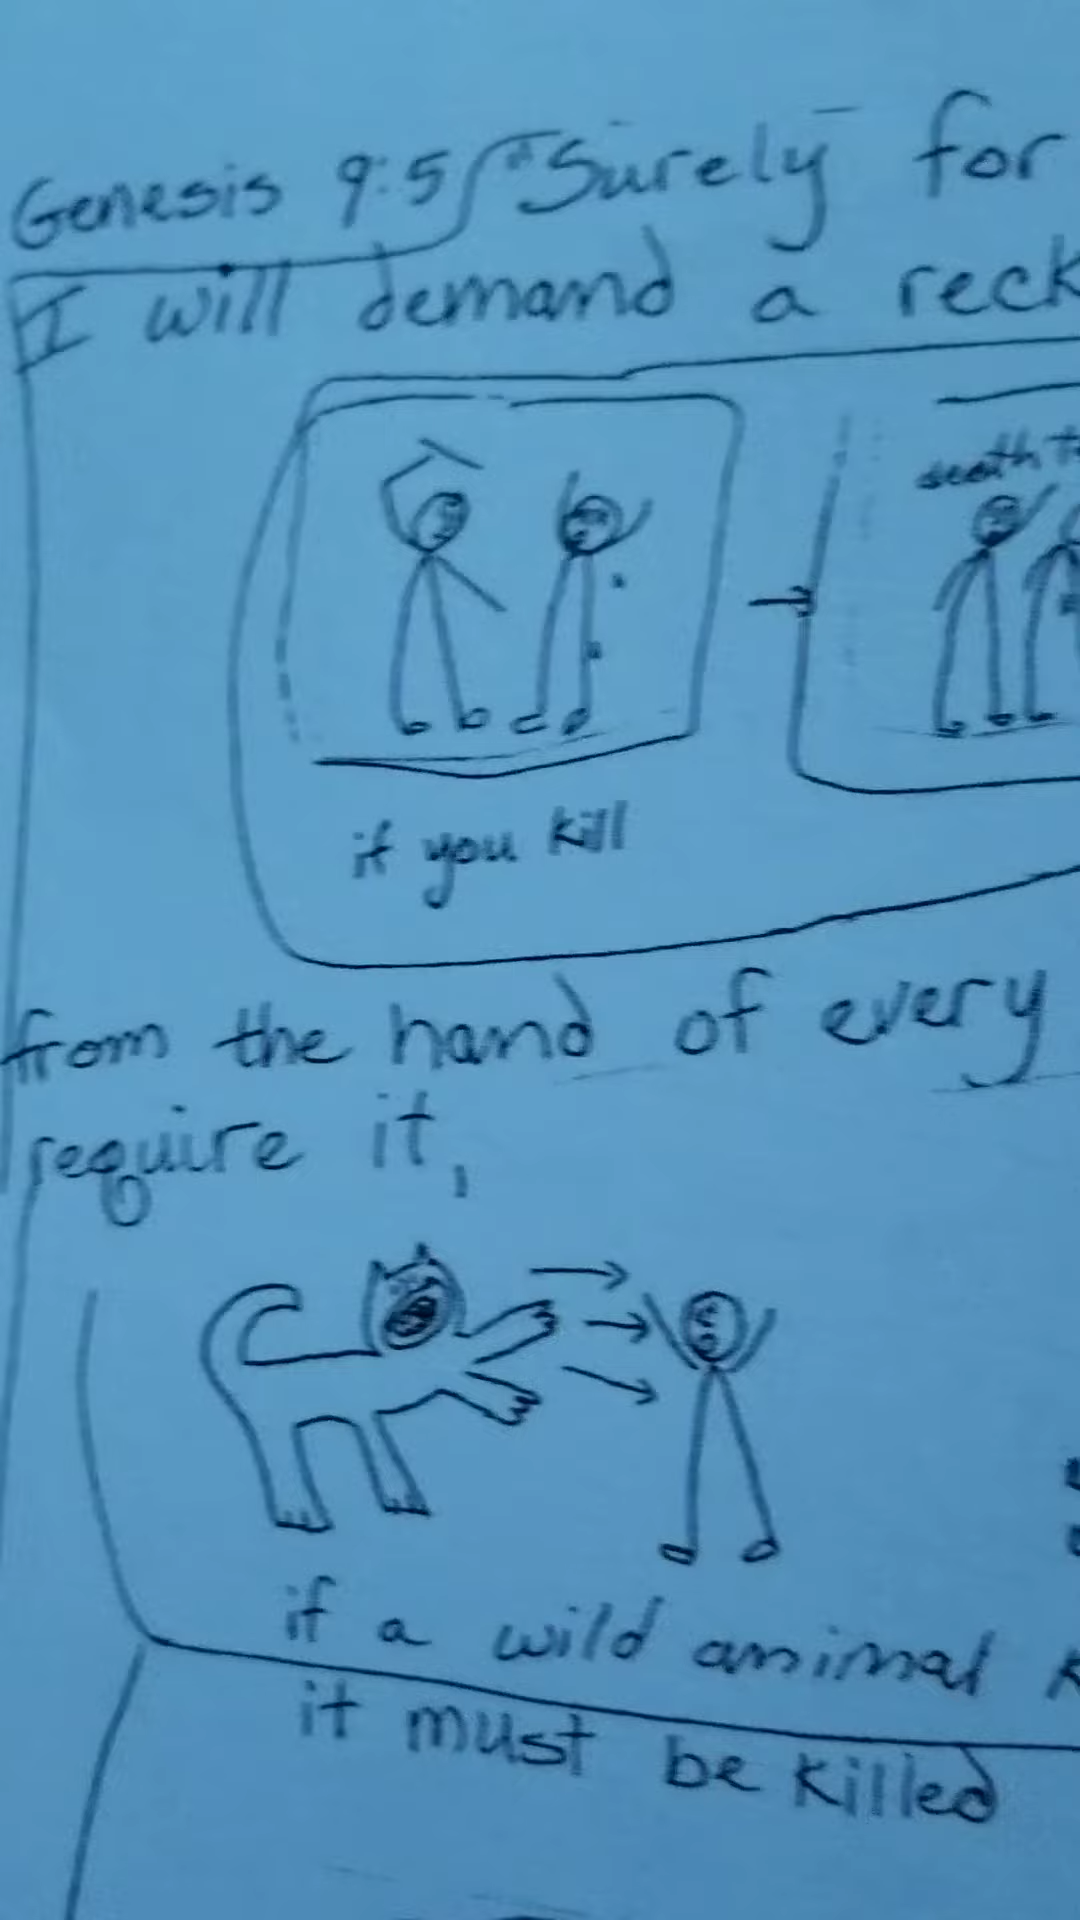 Genesis 9:5 Surely for
I will demand a reck
death
if you kill
from the hand of every
require it,
if a wild animal k
it must be killed